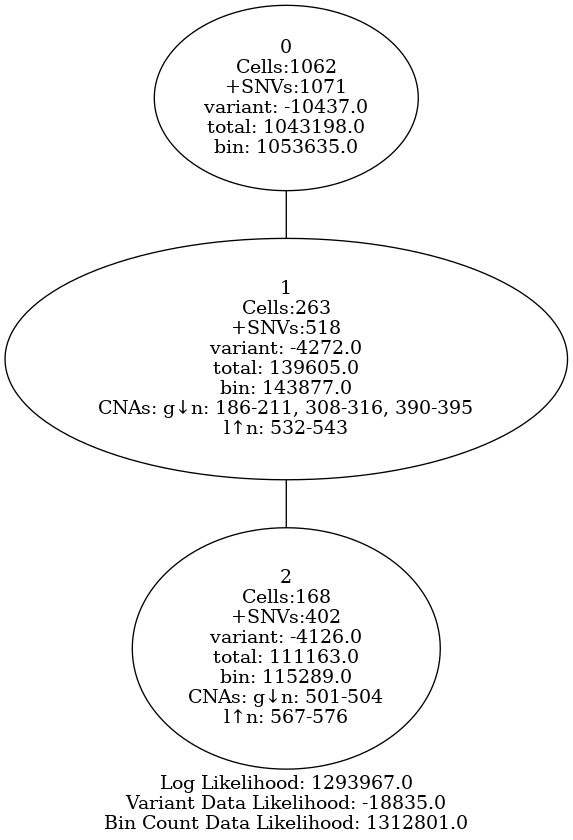 0
Cells:1062
+SNVs:1071
variant: -10437.0
total: 1043198.0
bin: 1053635.0
1
Cells:263
+SNVs:518
variant: -4272.0
total: 139605.0
bin: 143877.0
CNAs: g↓n: 186-211, 308-316, 390-395
l↑n: 532-543
2
Cells:168
+SNVs:402
variant: -4126.0
total: 111163.0
bin: 115289.0
CNAs: g↓n: 501-504
l↑n: 567-576
Log Likelihood: 1293967.0
Variant Data Likelihood: -18835.0
Bin Count Data Likelihood: 1312801.0